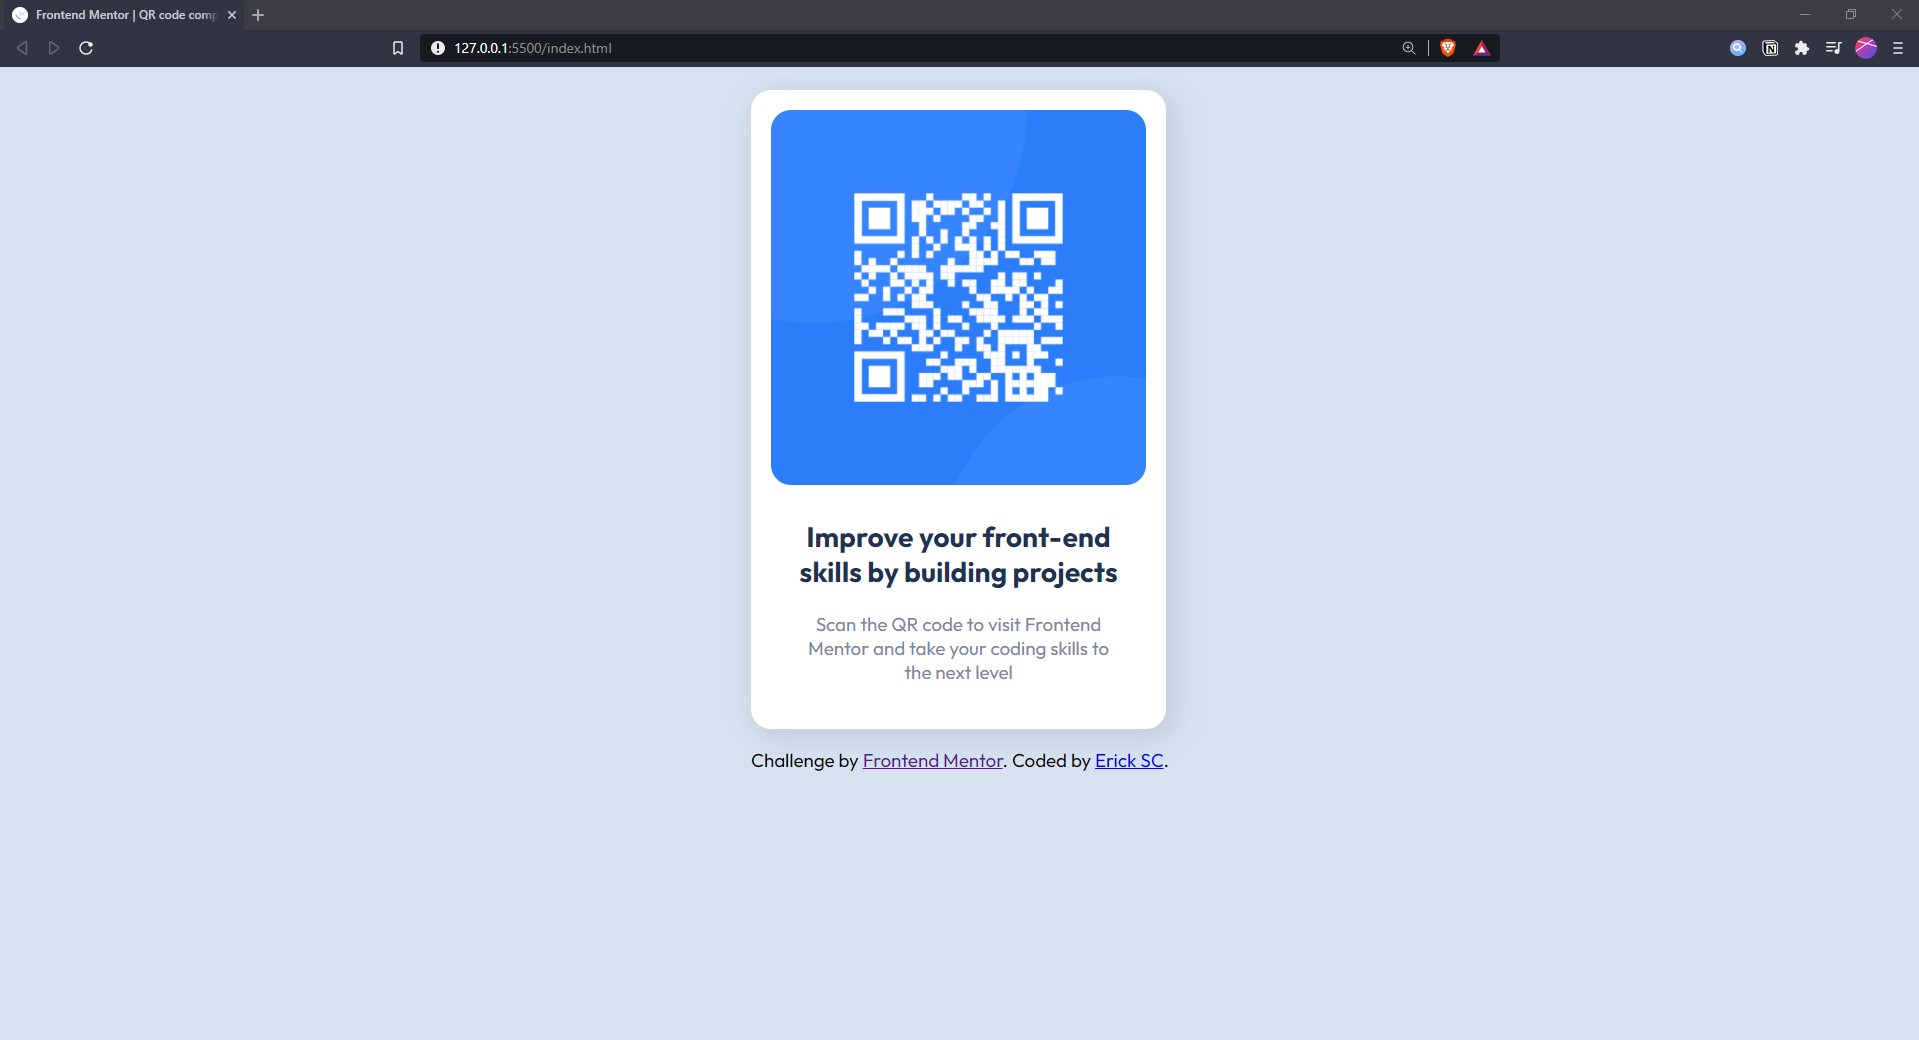 Frontend Mentor | QR code comp
127.0.0.1:5500/index.html
Improve your front-end
skills by building projects
Scan the QR code to visit Frontend
Mentor and take your coding skills to
the next level
Challenge by Frontend Mentor. Coded by Erick SC.